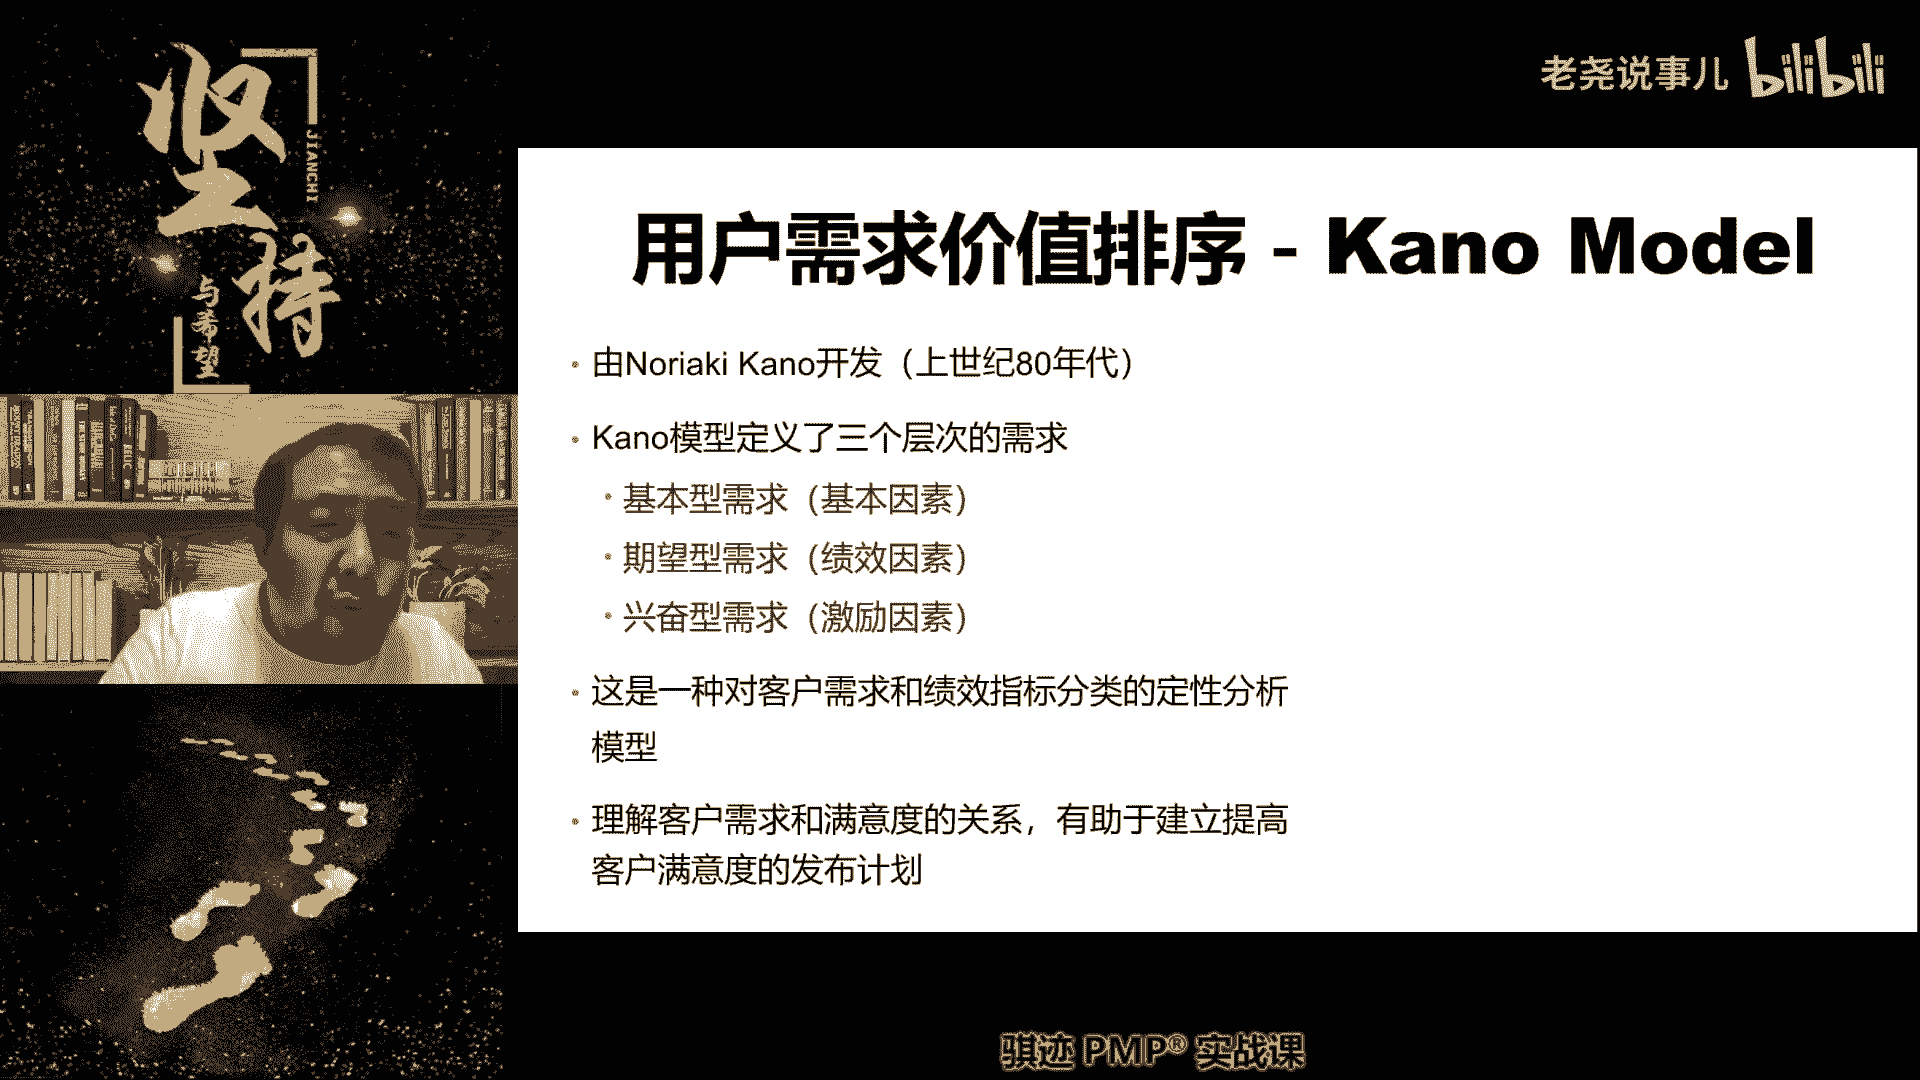 坚持
JIANCHI
与希望
老尧说事儿 bilibili
用户需求价值排序 - Kano Model
· 由Noriaki Kano开发（上世纪80年代）
· Kano模型定义了三个层次的需求
· 基本型需求（基本因素）
· 期望型需求（绩效因素）
· 兴奋型需求（激励因素）
· 这是一种对客户需求和绩效指标分类的定性分析
模型
· 理解客户需求和满意度的关系，有助于建立提高
客户满意度的发布计划
骐迹 PMP® 实战课